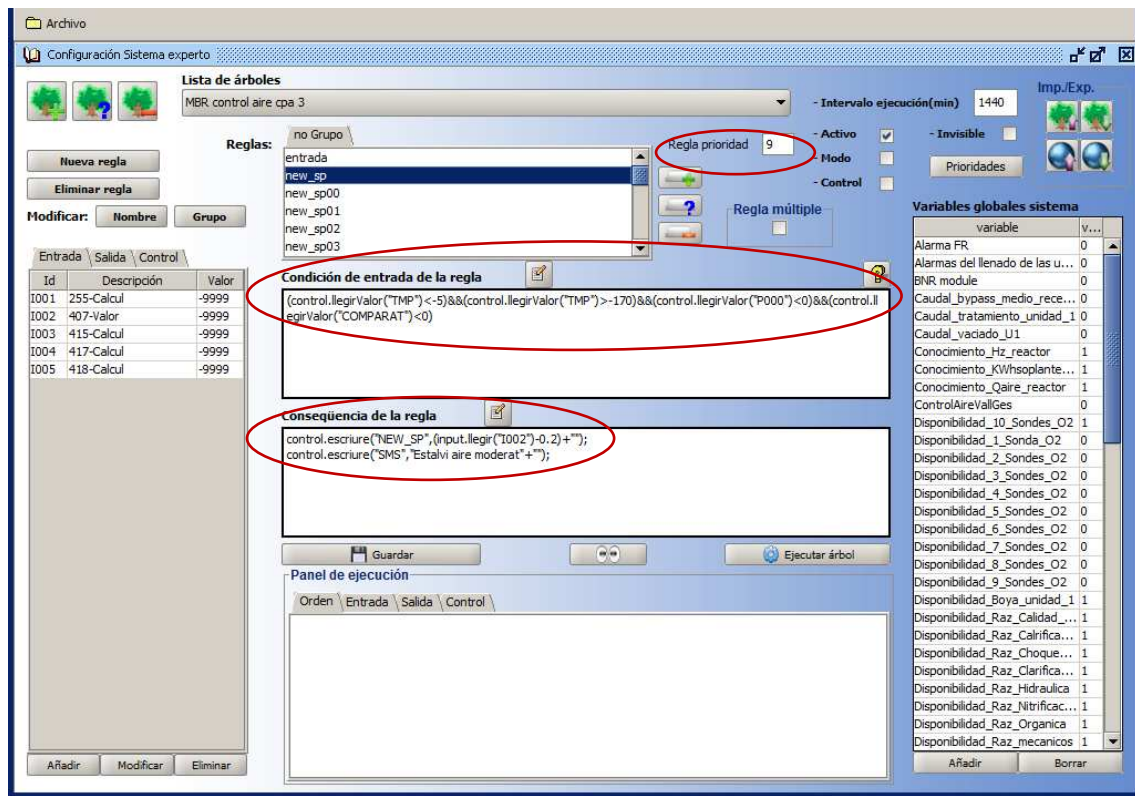 Archivo
Configuración Sistema experto
Lista de árboles
MBR control aire cpa 3
- Intervalo ejecución(min) 1440
Imp./Exp.
- Activo
- Invisible
- Modo
- Control
Prioridades
Reglas:
no Grupo
entrada
new_sp
new_sp00
new_sp01
new_sp02
new_sp03
Regla prioridad 9
Regla múltiple
Nueva regla
Eliminar regla
Modificar: Nombre Grupo
Entrada Salida Control
Id Descripción Valor
I001 255-Calcul -9999
I002 407-Valor -9999
I003 415-Calcul -9999
I004 417-Calcul -9999
I005 418-Calcul -9999
Añadir Modificar Eliminar
Condición de entrada de la regla
(control.llegirValor("TMP")<-5)&&(control.llegirValor("TMP")>-170)&&(control.llegirValor("P000")<0)&&(control.ll
egirValor("COMPARAT")<0)
Conseqüencia de la regla
control.escriure("NEW_SP",(input.llegir("I002")-0.2)+"");
control.escriure("SMS","Estalvi aire moderat"+"");
Guardar
Ejecutar árbol
Panel de ejecución
Orden Entrada Salida Control
Variables globales sistema
variable v...
Alarma FR 0
Alarmas del llenado de las u... 0
BNR module 0
Caudal_bypass_medio_rece... 0
Caudal_tratamiento_unidad_1 0
Caudal_vaciado_U1 0
Conocimiento_Hz_reactor 1
Conocimiento_KWhsoplante... 1
Conocimiento_Qaire_reactor 1
ControlAireVallGes 0
Disponibilidad_10_Sondes_O2 1
Disponibilidad_1_Sonda_O2 0
Disponibilidad_2_Sondes_O2 0
Disponibilidad_3_Sondes_O2 0
Disponibilidad_4_Sondes_O2 0
Disponibilidad_5_Sondes_O2 0
Disponibilidad_6_Sondes_O2 0
Disponibilidad_7_Sondes_O2 0
Disponibilidad_8_Sondes_O2 0
Disponibilidad_9_Sondes_O2 0
Disponibilidad_Boya_unidad_1 1
Disponibilidad_Raz_Calidad_... 1
Disponibilidad_Raz_Calrifica... 1
Disponibilidad_Raz_Choque... 1
Disponibilidad_Raz_Clarifica... 1
Disponibilidad_Raz_Hidraulica 1
Disponibilidad_Raz_Nitrificac... 1
Disponibilidad_Raz_Organica 1
Disponibilidad_Raz_mecanicos 1
Añadir Borrar